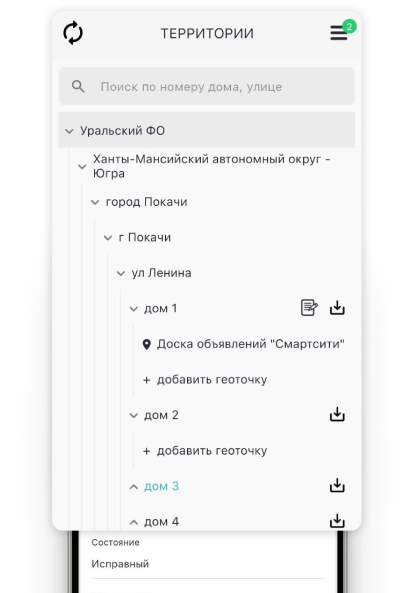 ТЕРРИТОРИИ
2
Поиск по номеру дома, улице
Уральский ФО
Ханты-Мансийский автономный округ -
Югра
город Покачи
г Покачи
ул Ленина
дом 1
Доска объявлений "Смартсити"
+ добавить геоточку
дом 2
+ добавить геоточку
дом 3
дом 4
Состояние
Исправный